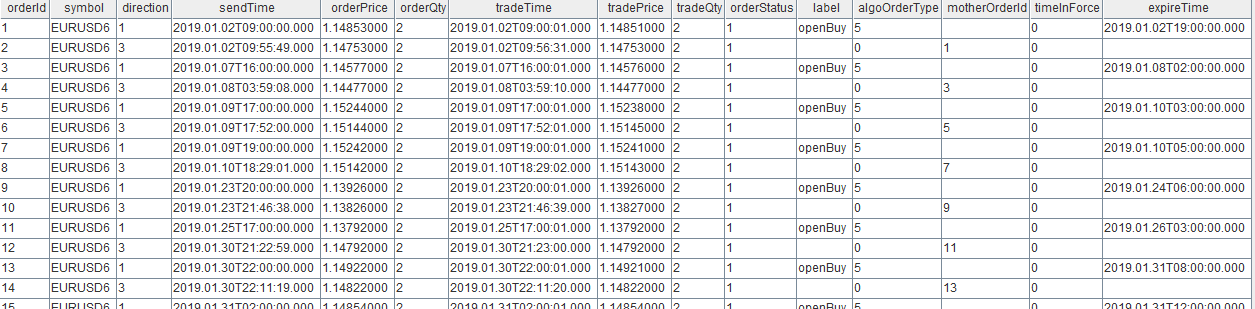 orderId symbol direction sendTime orderPrice orderQty tradeTime tradePrice tradeQty orderStatus label algoOrderType motherOrderId timeInForce expireTime
1 EURUSD6 1 2019.01.02T09:00:00.000 1.14853000 2 2019.01.02T09:00:01.000 1.14851000 2 1 openBuy 5 0 2019.01.02T19:00:00.000
2 EURUSD6 3 2019.01.02T09:55:49.000 1.14753000 2 2019.01.02T09:56:31.000 1.14753000 2 1 0 1 0
3 EURUSD6 1 2019.01.07T16:00:00.000 1.14577000 2 2019.01.07T16:00:01.000 1.14576000 2 1 openBuy 5 0 2019.01.08T02:00:00.000
4 EURUSD6 3 2019.01.08T03:59:08.000 1.14477000 2 2019.01.08T03:59:10.000 1.14477000 2 1 0 3 0
5 EURUSD6 1 2019.01.09T17:00:00.000 1.15244000 2 2019.01.09T17:00:01.000 1.15238000 2 1 openBuy 5 0 2019.01.10T03:00:00.000
6 EURUSD6 3 2019.01.09T17:52:00.000 1.15144000 2 2019.01.09T17:52:01.000 1.15145000 2 1 0 5 0
7 EURUSD6 1 2019.01.09T19:00:00.000 1.15242000 2 2019.01.09T19:00:01.000 1.15241000 2 1 openBuy 5 0 2019.01.10T05:00:00.000
8 EURUSD6 3 2019.01.10T18:29:01.000 1.15142000 2 2019.01.10T18:29:02.000 1.15143000 2 1 0 7 0
9 EURUSD6 1 2019.01.23T20:00:00.000 1.13926000 2 2019.01.23T20:00:01.000 1.13926000 2 1 openBuy 5 0 2019.01.24T06:00:00.000
10 EURUSD6 3 2019.01.23T21:46:38.000 1.13826000 2 2019.01.23T21:46:39.000 1.13827000 2 1 0 9 0
11 EURUSD6 1 2019.01.25T17:00:00.000 1.13792000 2 2019.01.25T17:00:01.000 1.13792000 2 1 openBuy 5 0 2019.01.26T03:00:00.000
12 EURUSD6 3 2019.01.30T21:22:59.000 1.14792000 2 2019.01.30T21:23:00.000 1.14792000 2 1 0 11 0
13 EURUSD6 1 2019.01.30T22:00:00.000 1.14922000 2 2019.01.30T22:00:01.000 1.14921000 2 1 openBuy 5 0 2019.01.31T08:00:00.000
14 EURUSD6 3 2019.01.30T22:11:19.000 1.14822000 2 2019.01.30T22:11:20.000 1.14822000 2 1 0 13 0
15 EURUSD6 1 2019.01.31T02:00:00.000 1.14854000 2 2019.01.31T02:00:01.000 1.14854000 2 1 openBuy 5 0 2019.01.31T12:00:00.000